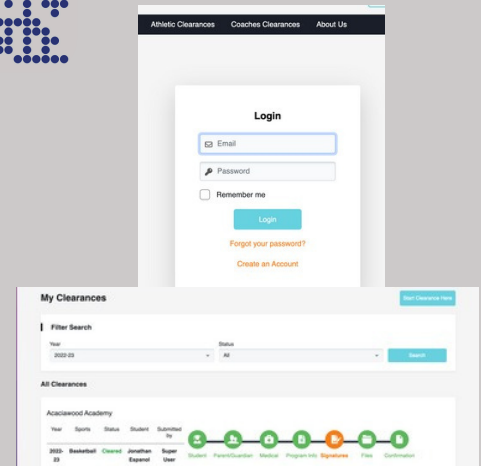 Athletic Clearances Coaches Clearances About Us
Login
Email
Password
Remember me
Login
Forgot your password?
Create an Account
My Clearances
Start Clearance Here
Filter Search
Year Status
2022-23 All Search
All Clearances
Acaciawood Academy
Year Sports Status Student Submitted by
2022-23 Basketball Cleared Jonathan Espanol Super User
Student Parent/Guardian Medical Program Info Signatures Files Confirmation